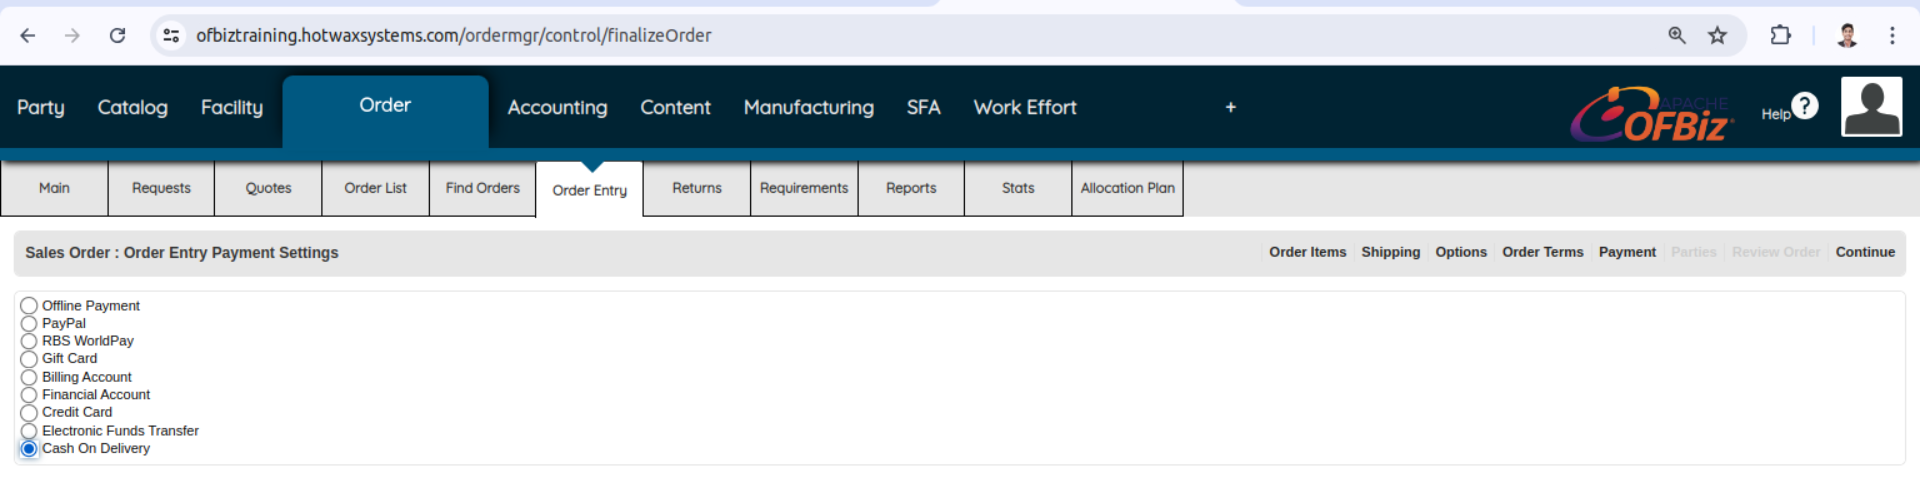 ofbiztraining.hotwaxsystems.com/ordermgr/control/finalizeOrder
Party Catalog Facility Order Accounting Content Manufacturing SFA Work Effort + APACHE OFBiz Help ?
Main Requests Quotes Order List Find Orders Order Entry Returns Requirements Reports Stats Allocation Plan
Sales Order : Order Entry Payment Settings Order Items Shipping Options Order Terms Payment Parties Review Order Continue
Offline Payment
PayPal
RBS WorldPay
Gift Card
Billing Account
Financial Account
Credit Card
Electronic Funds Transfer
Cash On Delivery